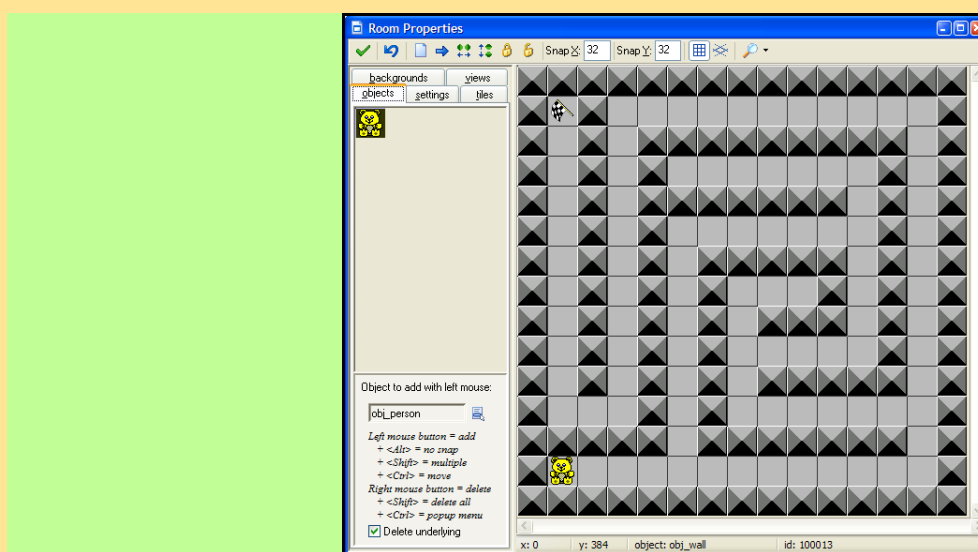 Room Properties
Snap X: 32 Snap Y: 32
backgrounds views
objects settings tiles
Object to add with left mouse:
obj_person
Left mouse button = add
+ <Alt> = no snap
+ <Shift> = multiple
+ <Ctrl> = move
Right mouse button = delete
+ <Shift> = delete all
+ <Ctrl> = popup menu
Delete underlying
x: 0 y: 384 object: obj_wall id: 100013